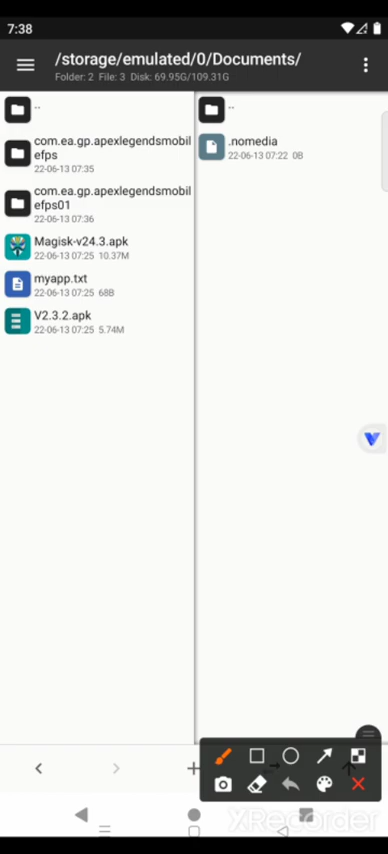 7:38
/storage/emulated/0/Documents/
Folder: 2 File: 3 Disk: 69.95G/109.31G
..
com.ea.gp.apexlegendsmobil
efps
22-06-13 07:35
com.ea.gp.apexlegendsmobil
efps01
22-06-13 07:36
Magisk-v24.3.apk
22-06-13 07:25 10.37M
myapp.txt
22-06-13 07:25 68B
V2.3.2.apk
22-06-13 07:25 5.74M
..
.nomedia
22-06-13 07:22 0B
XRecorder